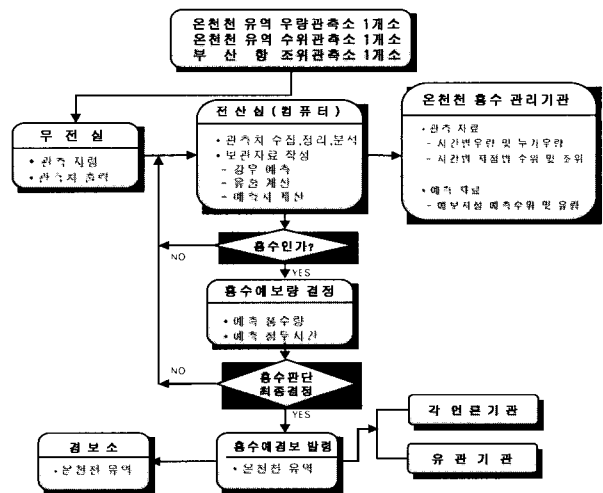 온천천 유역 우량관측소 1개소
온천천 유역 수위관측소 1개소
부 산 항 조위관측소 1개소
무 전 실
• 관측 지령
• 관측치 출력
전산실(컴퓨터)
• 관측치 수집,정리,분석
• 보관자료 작성
- 강우 예측
- 유출 계산
- 예측치 계산
온천천 홍수 관리기관
• 관측 자료
- 시간별우량 및 누가우량
- 시간별 지점별 수위 및 조위
• 예측 자료
- 예보지점 예측수위 및 유량
홍수인가?
NO
YES
홍수예보량 결정
• 예측 홍수량
• 예측 첨두시간
NO
홍수판단
최종결정
YES
각 언론기관
경보소
• 온천천 유역
홍수예경보 발령
• 온천천 유역
유 관 기 관